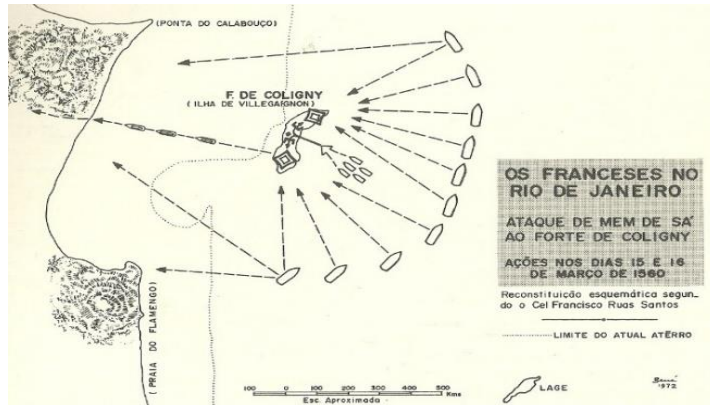 (PONTA DO CALABOUÇO)
F. DE COLIGNY
(ILHA DE VILLEGAIGNON)
OS FRANCESES NO
RIO DE JANEIRO
ATAQUE DE MEM DE SÁ
AO FORTE DE COLIGNY
AÇÕES NOS DIAS 15 E 16
DE MARÇO DE 1560
Reconstituição esquemática segun_
do o Cel Francisco Ruas Santos
LIMITE DO ATUAL ATÊRRO
(PRAIA DO FLAMENGO)
100 0 100 200 300 400 500 Kms
Esc. Aproximada
LAGE
1972